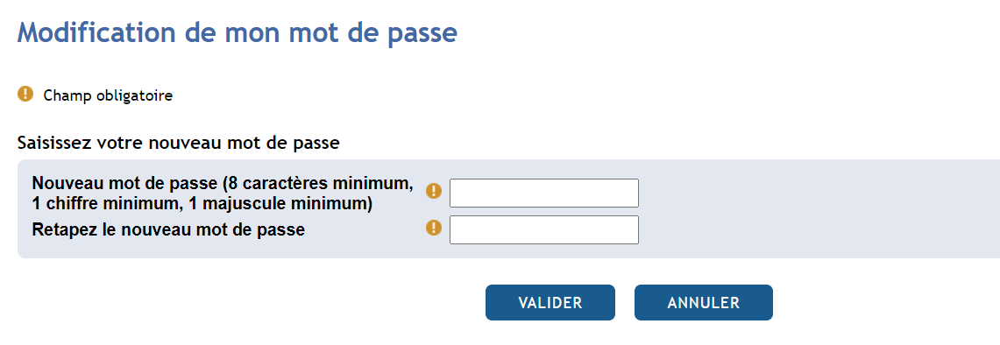 Modification de mon mot de passe
! Champ obligatoire
Saisissez votre nouveau mot de passe
Nouveau mot de passe (8 caractères minimum, !
1 chiffre minimum, 1 majuscule minimum)
Retapez le nouveau mot de passe !
VALIDER ANNULER